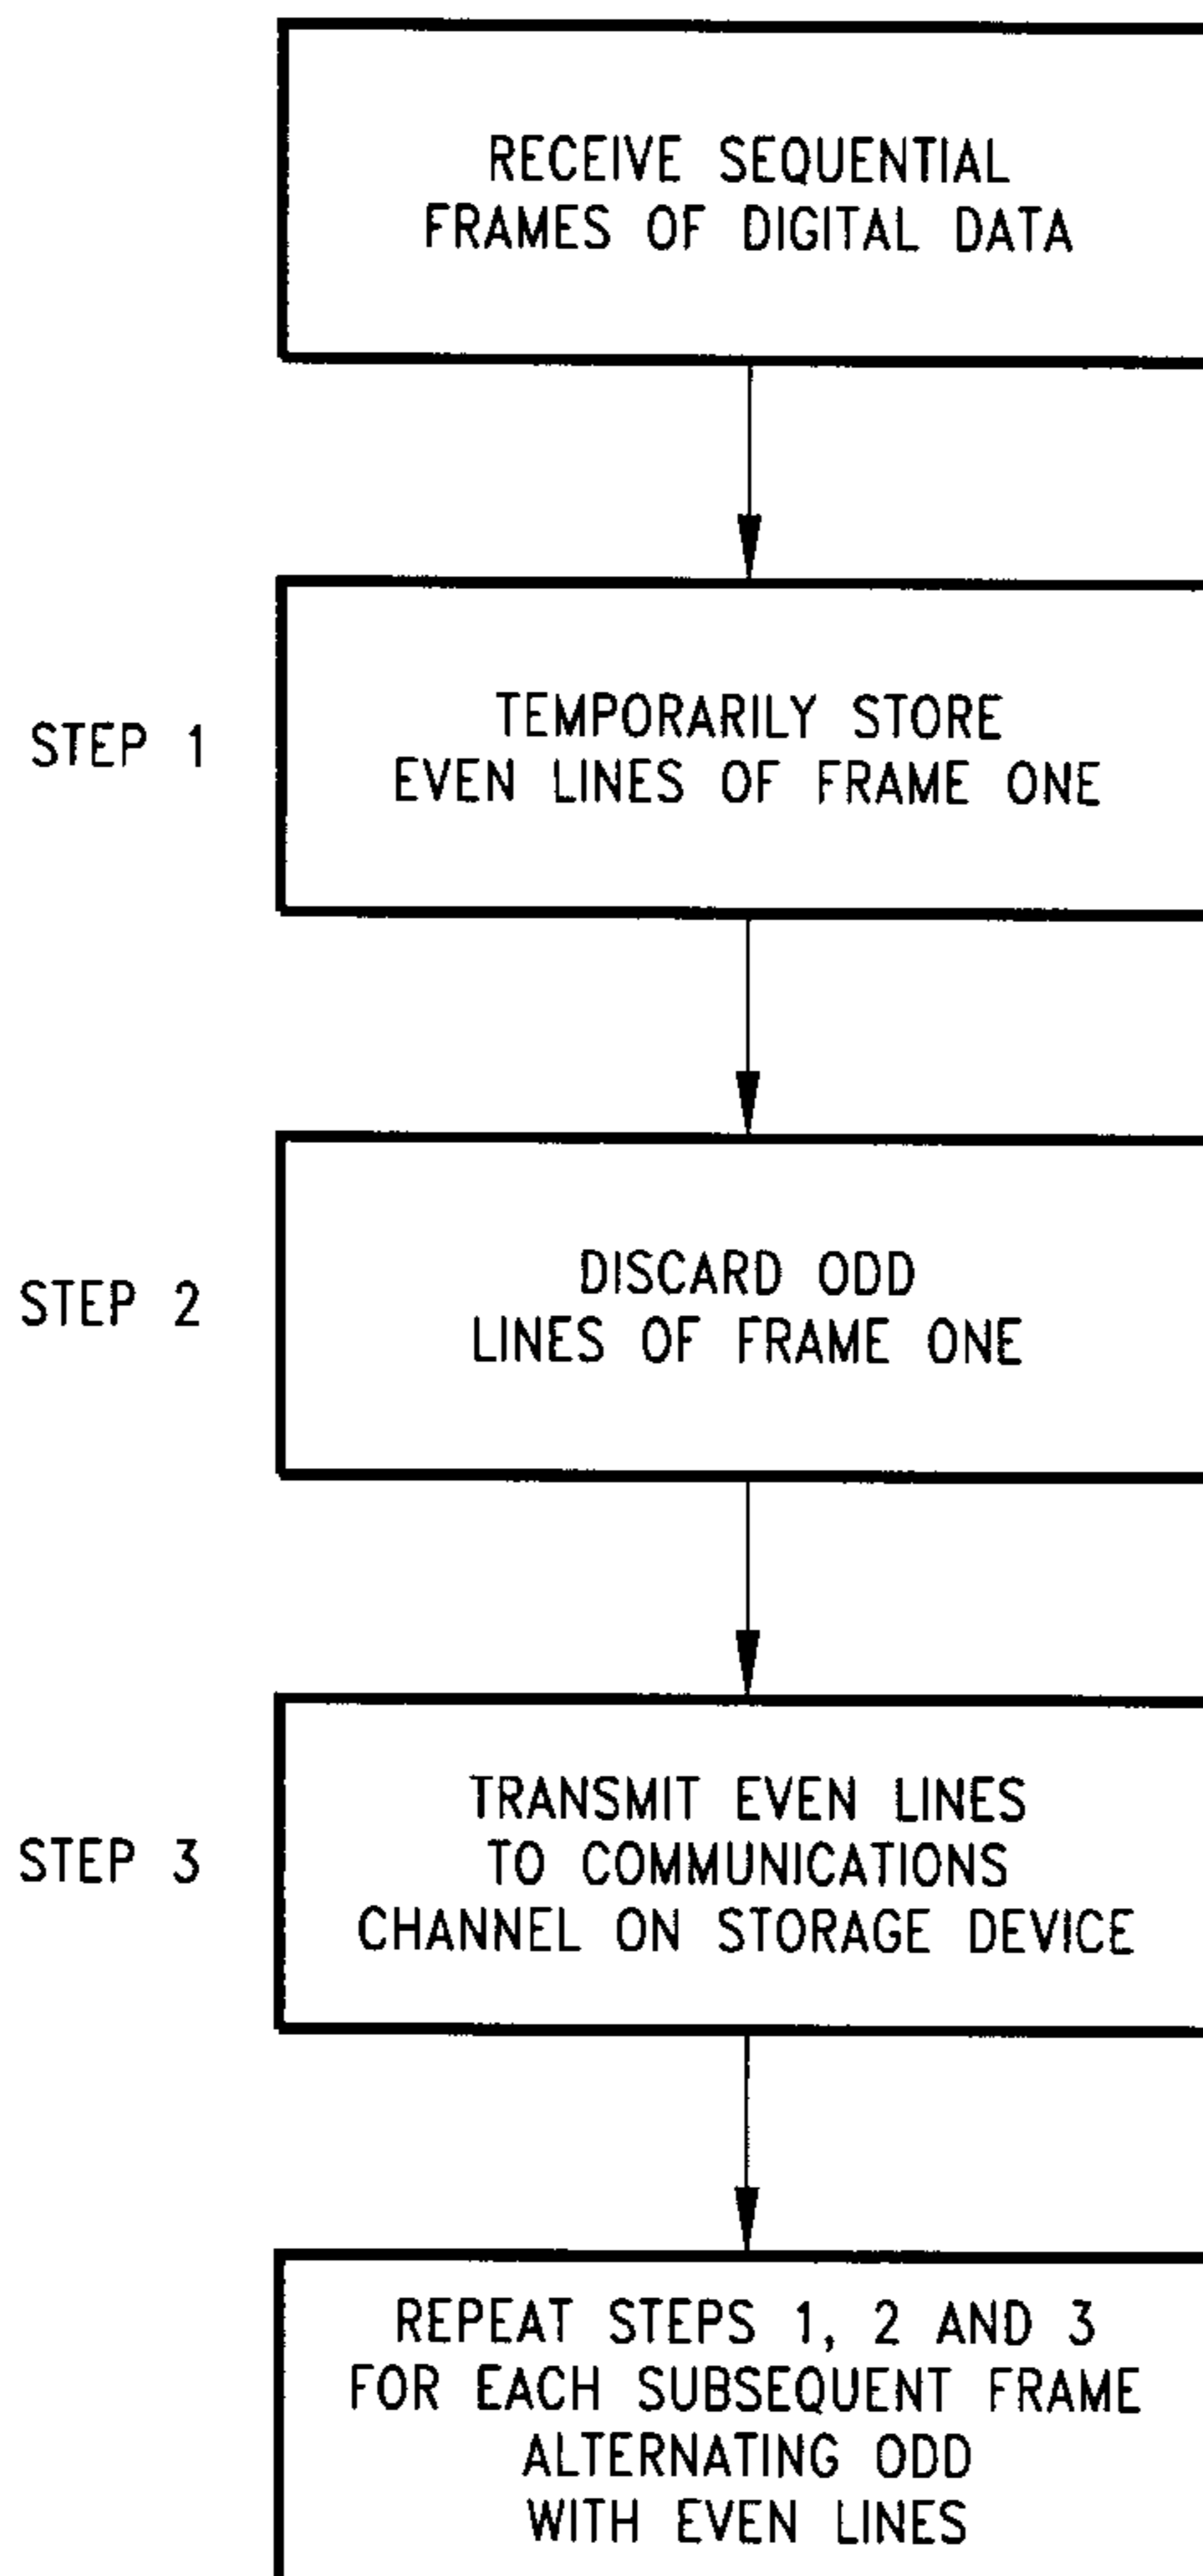 RECEIVE SEQUENTIAL
FRAMES OF DIGITAL DATA
STEP 1
TEMPORARILY STORE
EVEN LINES OF FRAME ONE
STEP 2
DISCARD ODD
LINES OF FRAME ONE
STEP 3
TRANSMIT EVEN LINES
TO COMMUNICATIONS
CHANNEL ON STORAGE DEVICE
REPEAT STEPS 1, 2 AND 3
FOR EACH SUBSEQUENT FRAME
ALTERNATING ODD
WITH EVEN LINES